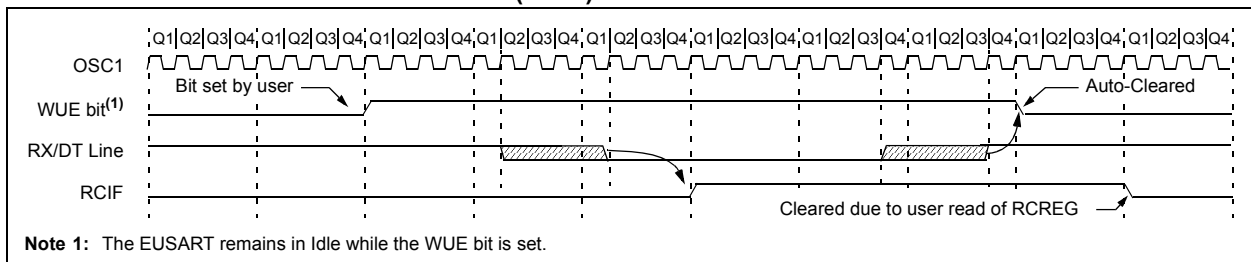 Q1|Q2|Q3|Q4 Q1|Q2|Q3|Q4 Q1|Q2|Q3|Q4 Q1|Q2|Q3|Q4 Q1|Q2|Q3|Q4 Q1|Q2|Q3|Q4 Q1|Q2|Q3|Q4 Q1|Q2|Q3|Q4 Q1|Q2|Q3|Q4 Q1|Q2|Q3|Q4
OSC1
Bit set by user
Auto-Cleared
WUE bit(1)
RX/DT Line
RCIF
Cleared due to user read of RCREG
Note 1: The EUSART remains in Idle while the WUE bit is set.